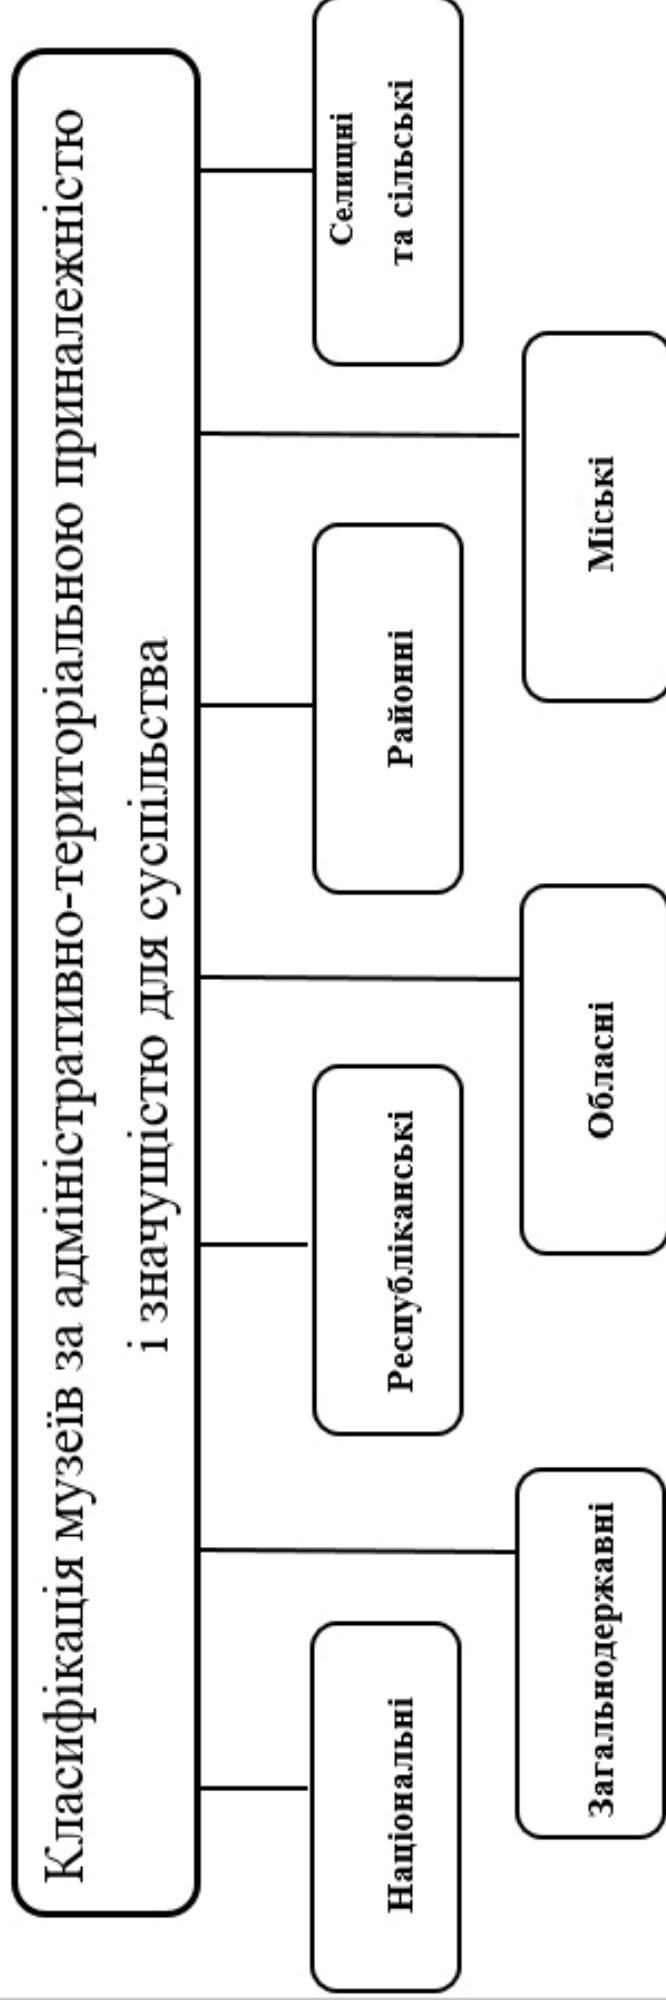 Класифікація музеїв за адміністративно-територіальною приналежністю
і значущістю для суспільства
Національні
Республіканські
Районні
Селищні
та сільські
Загальнодержавні
Обласні
Міські